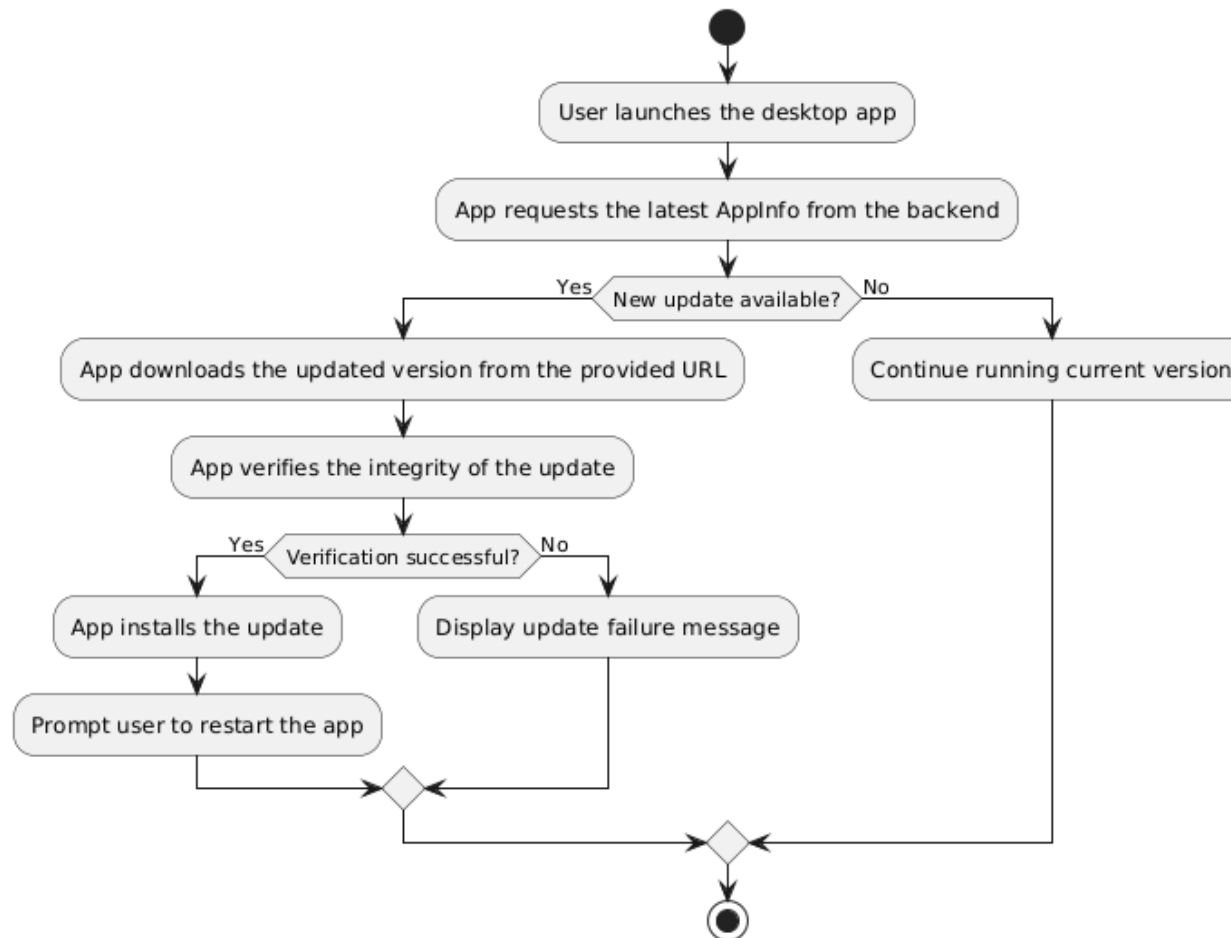 User launches the desktop app
App requests the latest AppInfo from the backend
Yes
New update available?
No
App downloads the updated version from the provided URL
Continue running current version
App verifies the integrity of the update
Yes
Verification successful?
No
App installs the update
Display update failure message
Prompt user to restart the app